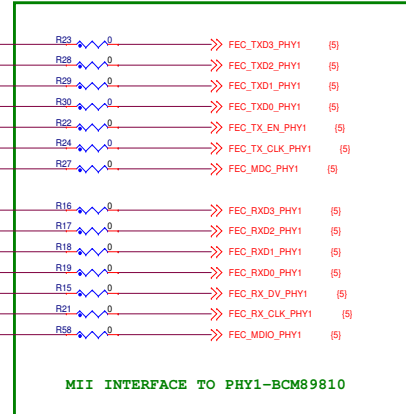 R23 0 FEC_TXD3_PHY1 {5}
R28 0 FEC_TXD2_PHY1 {5}
R29 0 FEC_TXD1_PHY1 {5}
R30 0 FEC_TXD0_PHY1 {5}
R22 0 FEC_TX_EN_PHY1 {5}
R24 0 FEC_TX_CLK_PHY1 {5}
R27 0 FEC_MDC_PHY1 {5}
R16 0 FEC_RXD3_PHY1 {5}
R17 0 FEC_RXD2_PHY1 {5}
R18 0 FEC_RXD1_PHY1 {5}
R19 0 FEC_RXD0_PHY1 {5}
R15 0 FEC_RX_DV_PHY1 {5}
R21 0 FEC_RX_CLK_PHY1 {5}
R58 0 FEC_MDIO_PHY1 {5}
MII INTERFACE TO PHY1-BCM89810